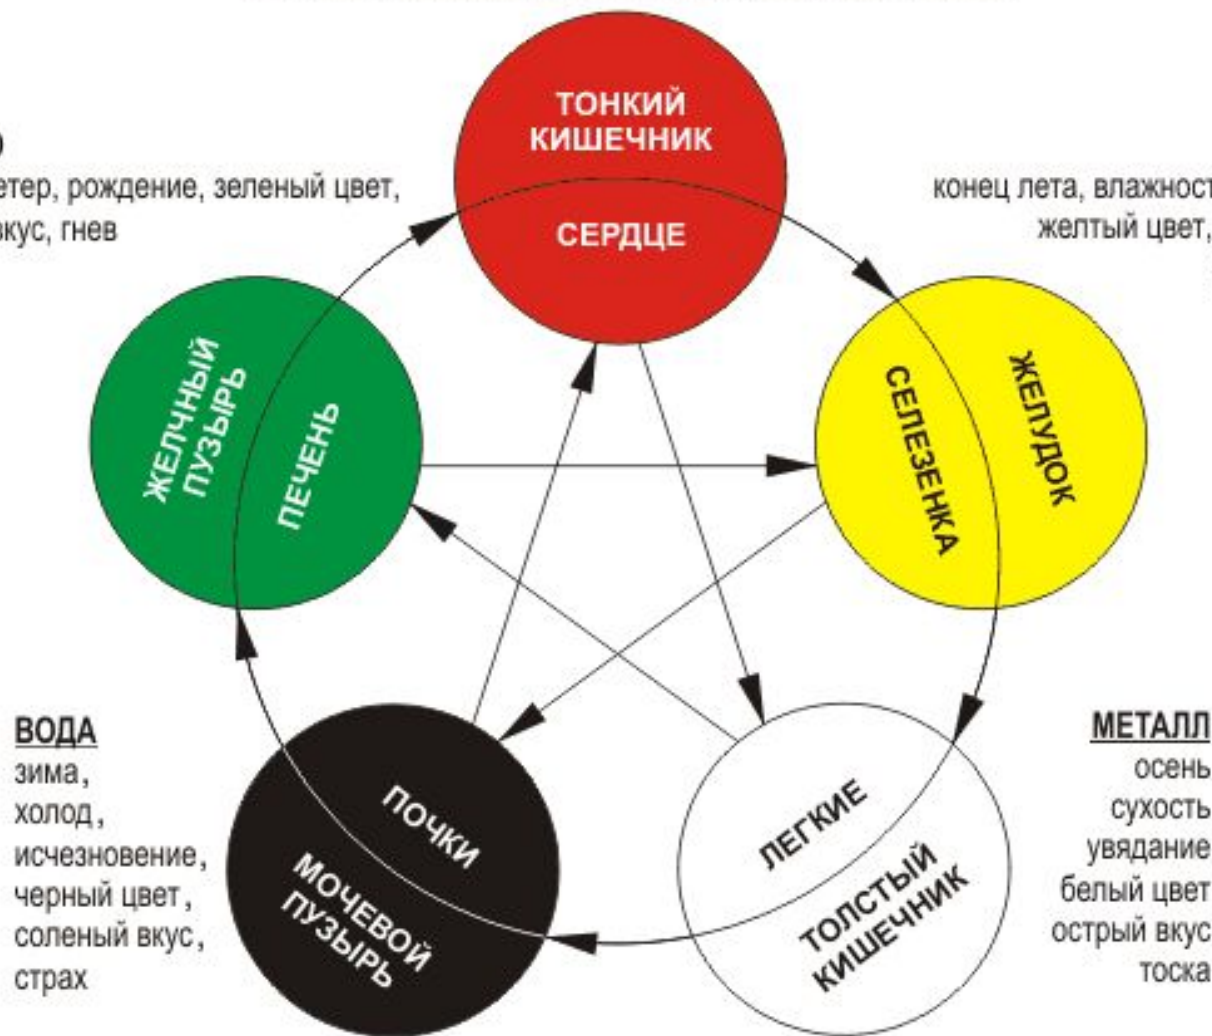 ТОНКИЙ
КИШЕЧНИК
СЕРДЦЕ
рождение, зеленый цвет,
вкус, гнев
конец лета,
желтый цвет,
ЖЕЛЧНЫЙ
ПУЗЫРЬ
ПЕЧЕНЬ
СЕЛЕЗЕНКА
ЖЕЛУДОК
ВОДА
зима,
холод,
исчезновение,
черный цвет,
соленый вкус,
страх
ПОЧКИ
МОЧЕВОЙ
ПУЗЫРЬ
ЛЕГКИЕ
ТОЛСТЫЙ
КИШЕЧНИК
МЕТАЛЛ
осень
сухость
увядание
белый цвет
острый вкус
тоска